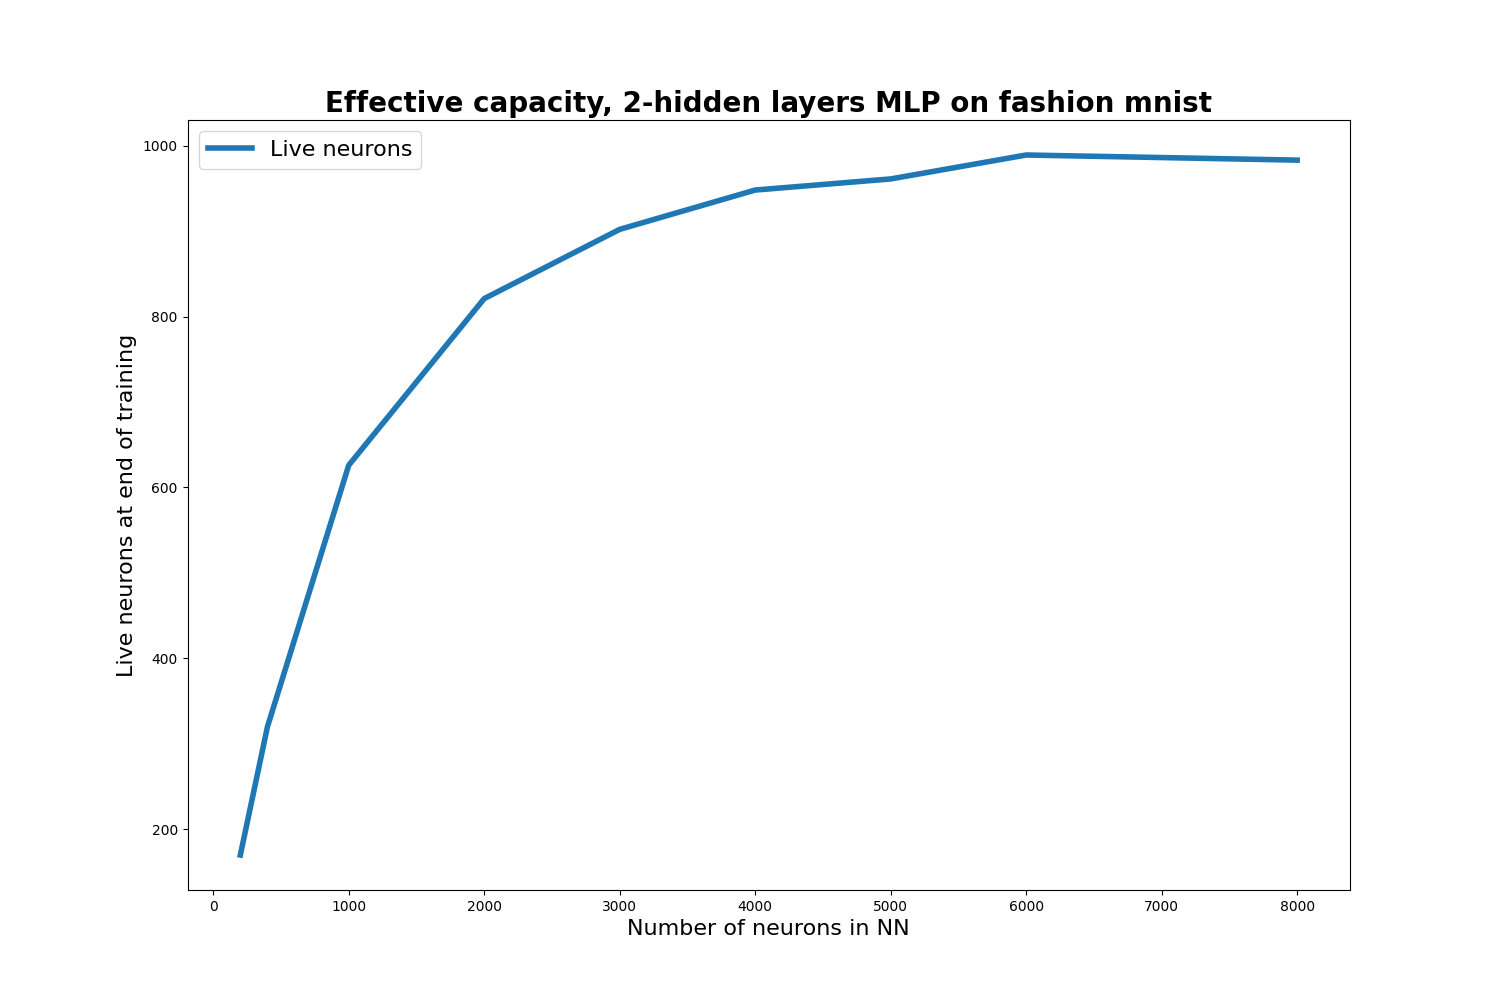 Effective capacity, 2-hidden layers MLP on fashion mnist
Live neurons
1000
800
600
400
200
Live neurons at end of training
0 1000 2000 3000 4000 5000 6000 7000 8000
Number of neurons in NN